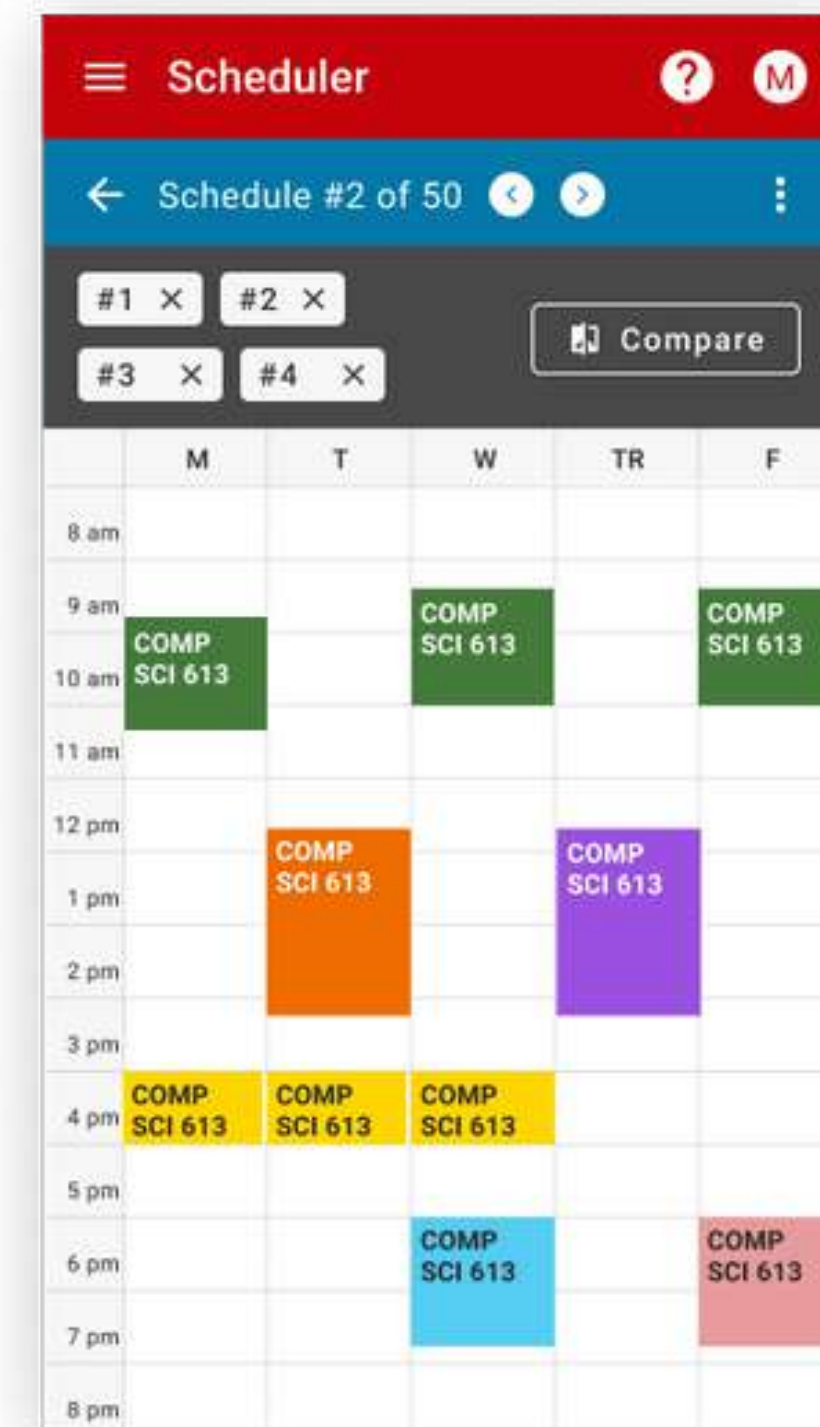 Scheduler ? M
Schedule #2 of 50
#1 #2
#3 #4
Compare
M T W TR F
8 am
9 am
COMP
SCI 613
COMP
SCI 613
COMP
SCI 613
10 am
11 am
12 pm
COMP
SCI 613
COMP
SCI 613
1 pm
2 pm
3 pm
COMP
SCI 613
COMP
SCI 613
COMP
SCI 613
4 pm
5 pm
COMP
SCI 613
COMP
SCI 613
6 pm
7 pm
8 pm